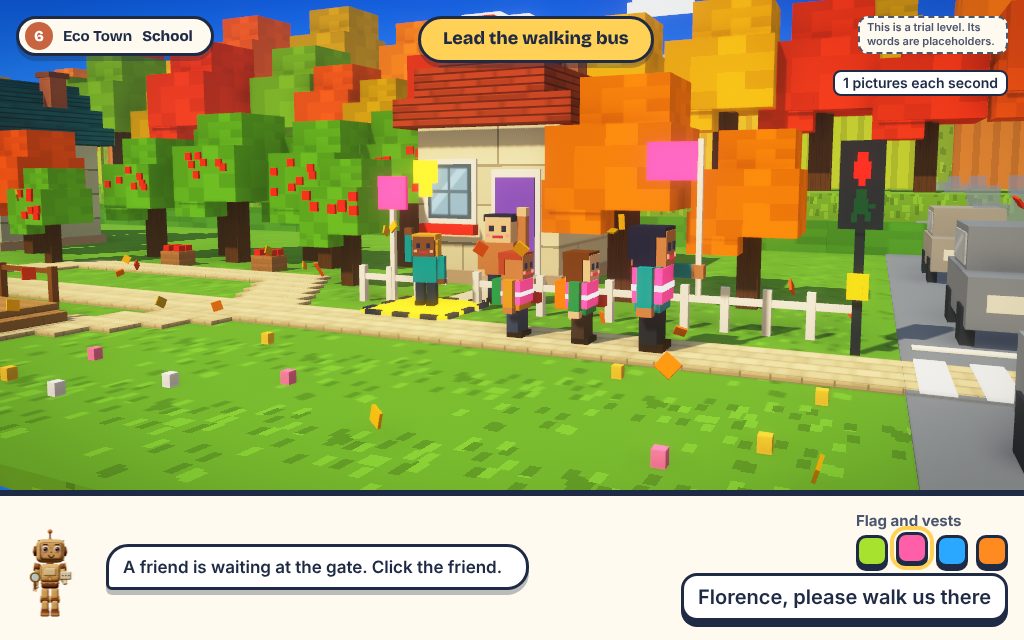 6 Eco Town School
Lead the walking bus
This is a trial level. Its
words are placeholders.
1 pictures each second
A friend is waiting at the gate. Click the friend.
Flag and vests
Florence, please walk us there